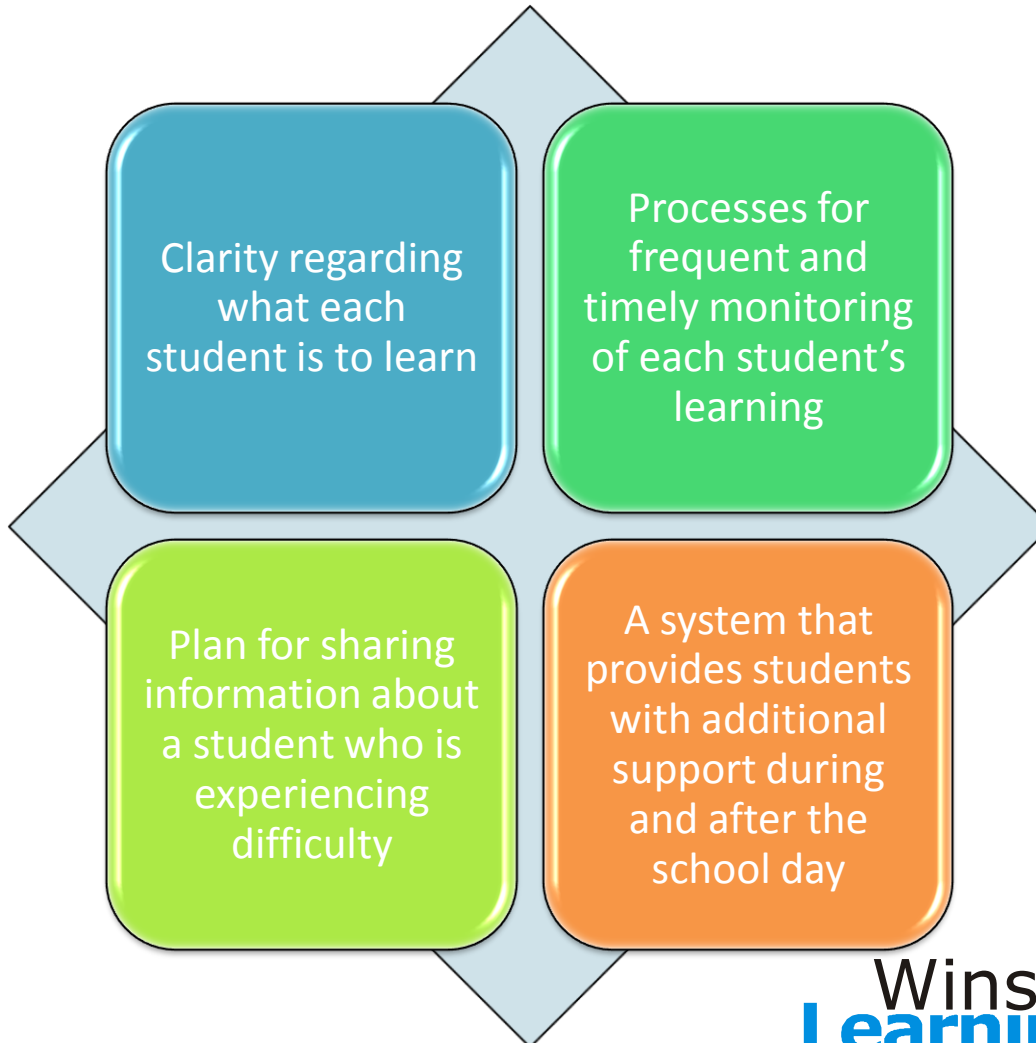 Clarity regarding
what each
student is to learn
Processes for
frequent and
timely monitoring
of each student’s
learning
Plan for sharing
information about
a student who is
experiencing
difficulty
A system that
provides students
with additional
support during
and after the
school day